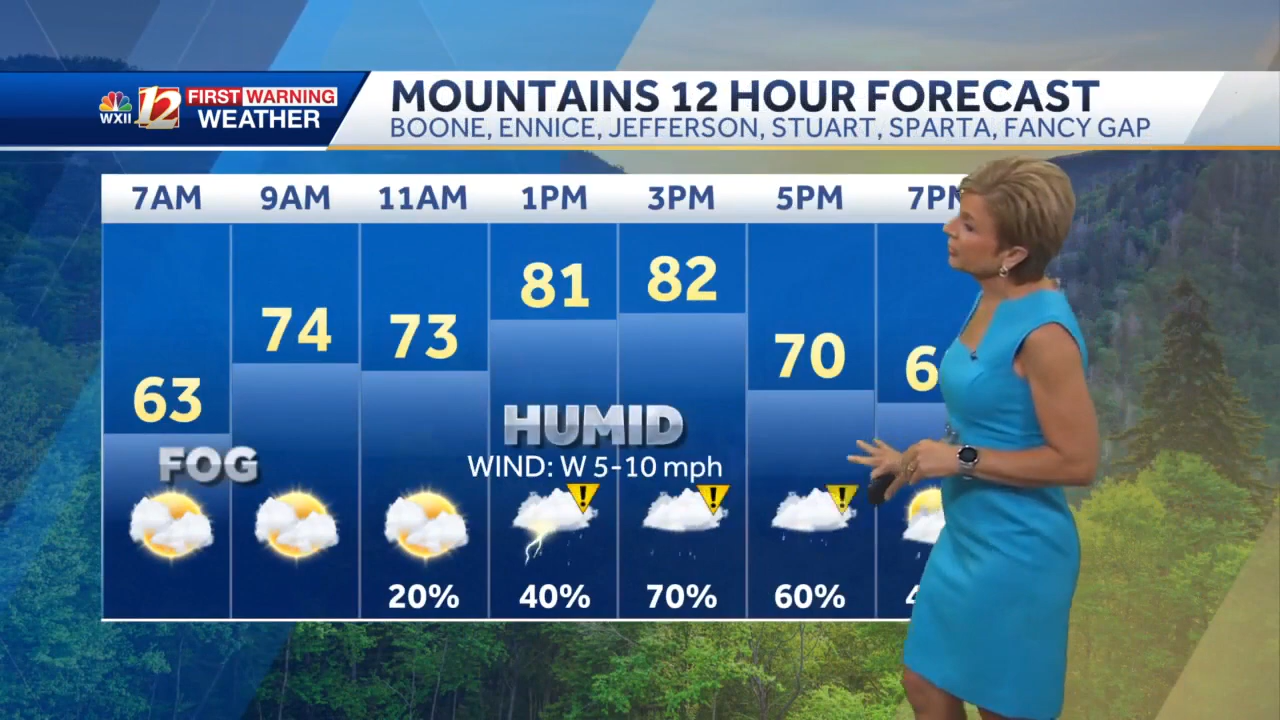 WXII 12 FIRST WARNING WEATHER
MOUNTAINS 12 HOUR FORECAST
BOONE, ENNICE, JEFFERSON, STUART, SPARTA, FANCY GAP
7AM 9AM 11AM 1PM 3PM 5PM
63 74 73 81 82 70
FOG
HUMID
WIND: W 5-10 mph
! ! !
20% 40% 70% 60%